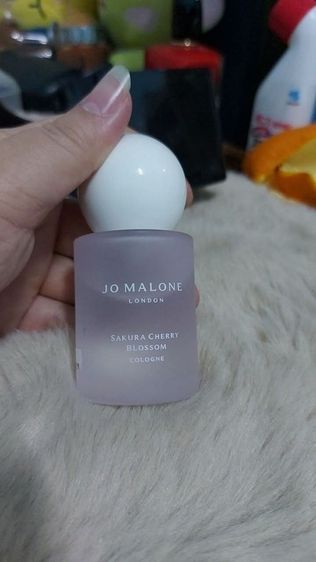 JO MALONE
LONDON
SAKURA CHERRY
BLOSSOM
COLOGNE